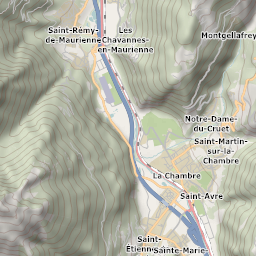 Saint-Rémy-
de-Maurienne
Les
Chavannes-
en-Maurienne
Montgellafrey
Notre-Dame-
du-Cruet
Saint-Martin-
sur-la-
Chambre
La Chambre
Saint-Avre
Saint-
Étienne
Sainte-Marie-